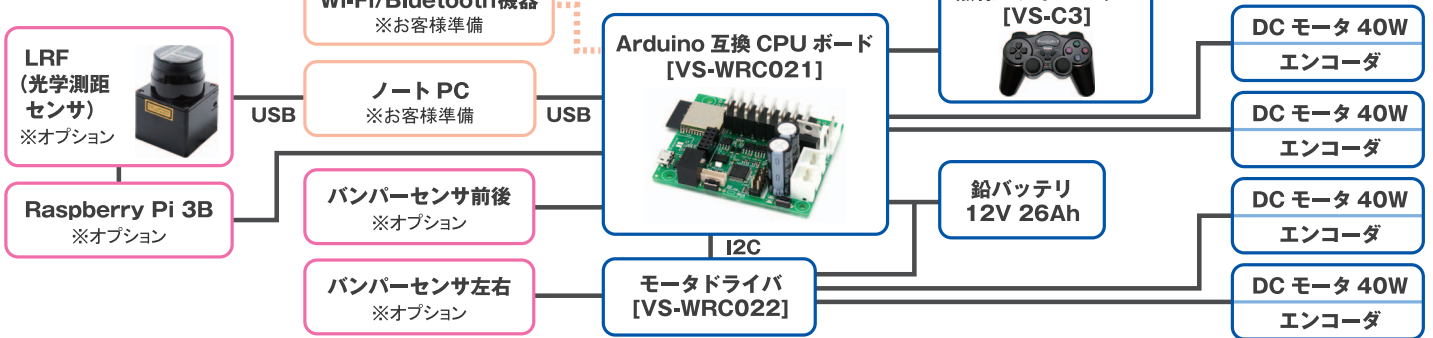 Wi-Fi/Bluetooth機器
※お客様準備
LRF
(光学測距
センサ)
※オプション
USB
ノート PC
※お客様準備
USB
Raspberry Pi 3B
※オプション
バンパーセンサ前後
※オプション
バンパーセンサ左右
※オプション
Arduino 互換 CPU ボード
[VS-WRC021]
I2C
モータドライバ
[VS-WRC022]
[VS-C3]
鉛バッテリ
12V 26Ah
DC モータ 40W
エンコーダ
DC モータ 40W
エンコーダ
DC モータ 40W
エンコーダ
DC モータ 40W
エンコーダ